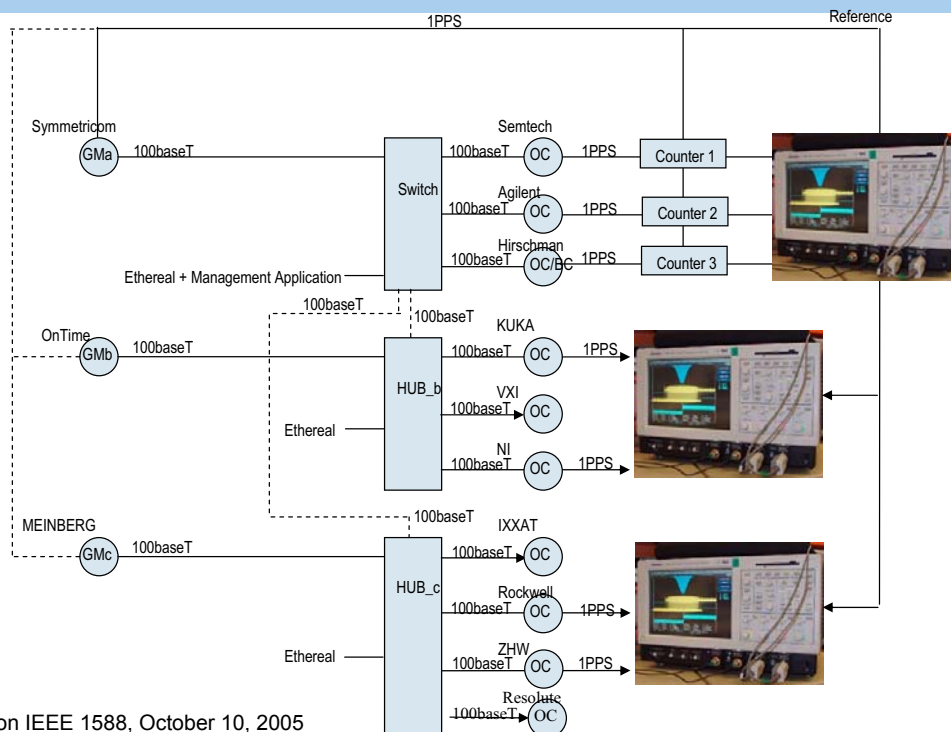 1PPS
Reference
Symmetricom
GMa
100baseT
Switch
100baseT
Semtech
OC
1PPS
Counter 1
100baseT
Agilent
OC
1PPS
Counter 2
100baseT
Hirschman
OC/BC
1PPS
Counter 3
Ethereal + Management Application
100baseT
100baseT
OnTime
GMb
100baseT
HUB_b
100baseT
KUKA
OC
1PPS
100baseT
VXI
OC
Ethereal
100baseT
NI
OC
1PPS
100baseT
MEINBERG
GMc
100baseT
HUB_c
100baseT
IXXAT
OC
100baseT
Rockwell
OC
1PPS
Ethereal
100baseT
ZHW
OC
1PPS
100baseT
Resolute
OC
on IEEE 1588, October 10, 2005